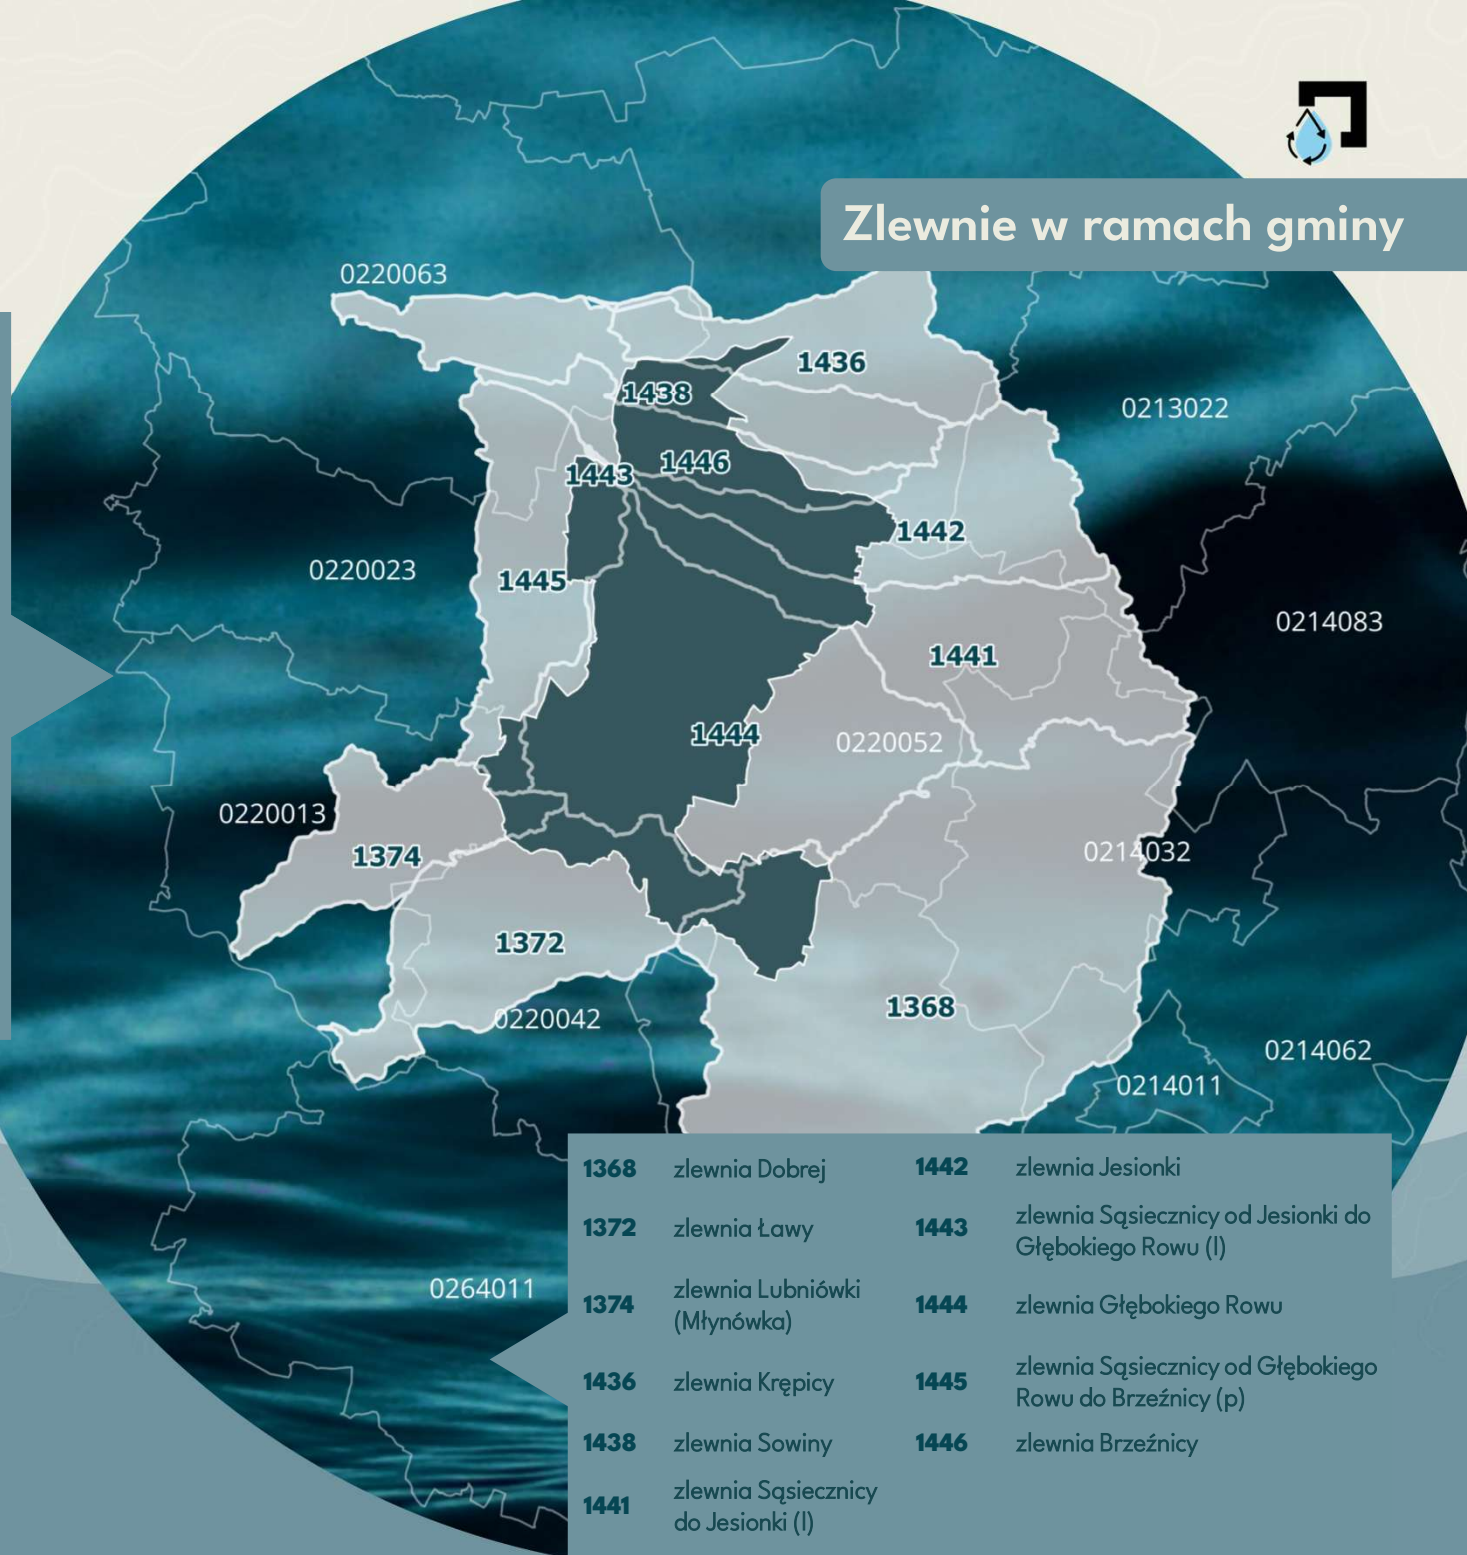 Zlewnie w ramach gminy
0220063
1436
1438
0213022
1446
1443
1442
0220023
1445
0214083
1441
1444
0220052
0220013
1374
0214032
1372
1368
0220042
0214062
0214011
0264011
1368 zlewnia Dobrej
1372 zlewnia Ławy
1374 zlewnia Lubniówki
(Młynówka)
1436 zlewnia Krępicy
1438 zlewnia Sowiny
1441 zlewnia Sąsiecznicy
do Jesionki (l)
1442 zlewnia Jesionki
1443 zlewnia Sąsiecznicy od Jesionki do
Głębokiego Rowu (l)
1444 zlewnia Głębokiego Rowu
1445 zlewnia Sąsiecznicy od Głębokiego
Rowu do Brzeźnicy (p)
1446 zlewnia Brzeźnicy